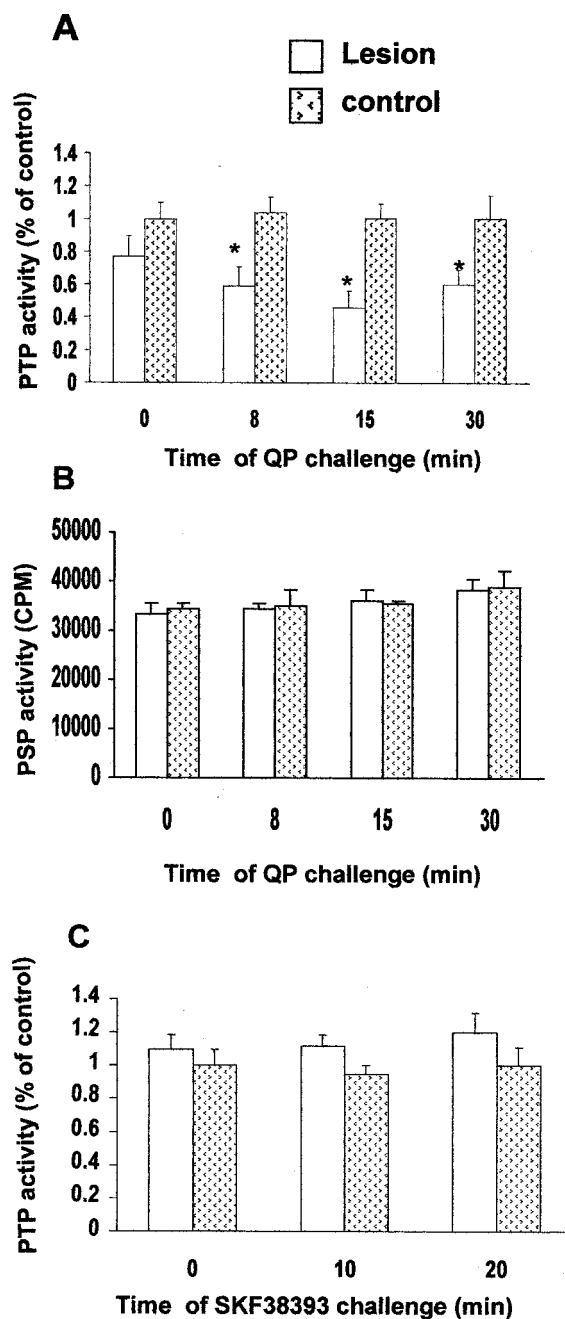 A
Lesion
control
PTP activity (% of control)
1.4
1.2
1
0.8
0.6
0.4
0.2
0
* * *
0 8 15 30
Time of QP challenge (min)
B
PSP activity (CPM)
50000
40000
30000
20000
10000
0
0 8 15 30
Time of QP challenge (min)
C
PTP activity (% of control)
1.4
1.2
1
0.8
0.6
0.4
0.2
0
0 10 20
Time of SKF38393 challenge (min)